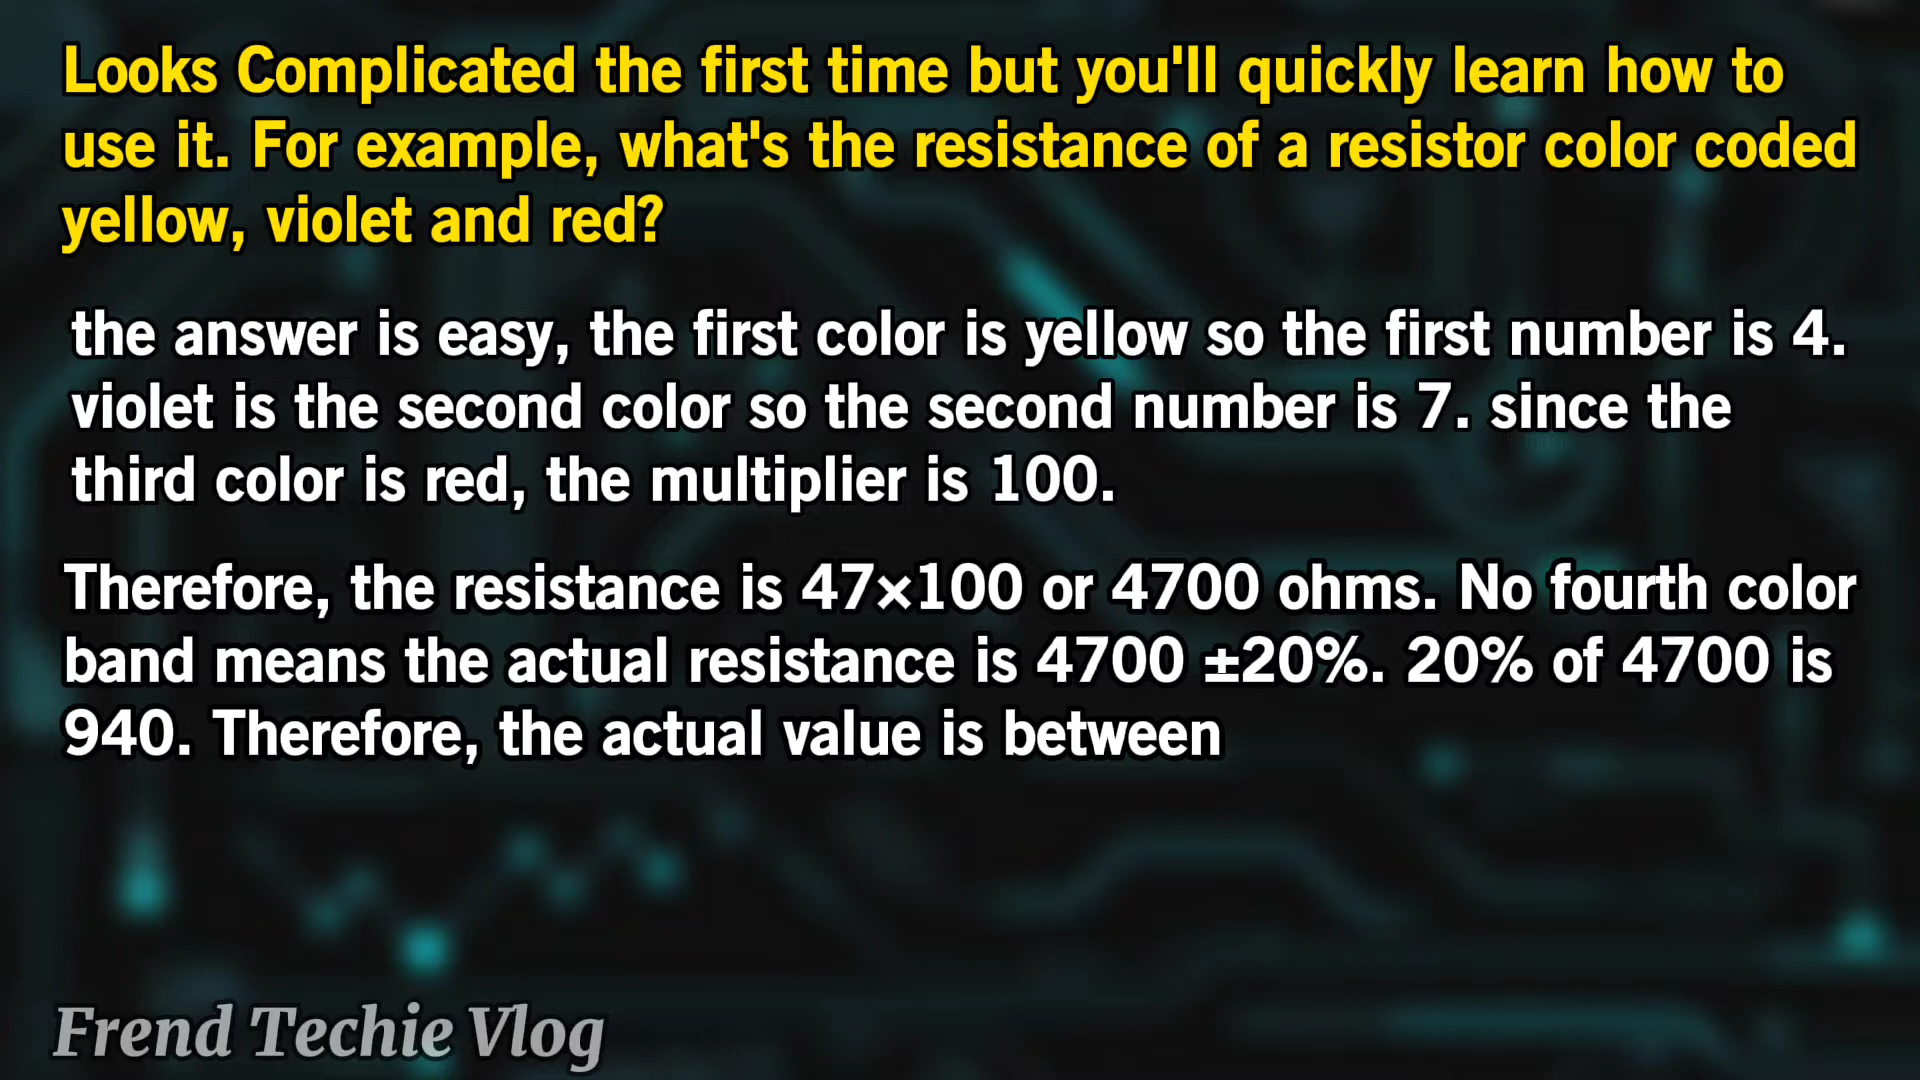 Looks Complicated the first time but you'll quickly learn how to
use it. For example, what's the resistance of a resistor color coded
yellow, violet and red?
the answer is easy, the first color is yellow so the first number is 4.
violet is the second color so the second number is 7. since the
third color is red, the multiplier is 100.
Therefore, the resistance is 47×100 or 4700 ohms. No fourth color
band means the actual resistance is 4700 ±20%. 20% of 4700 is
940. Therefore, the actual value is between
Frend Techie Vlog